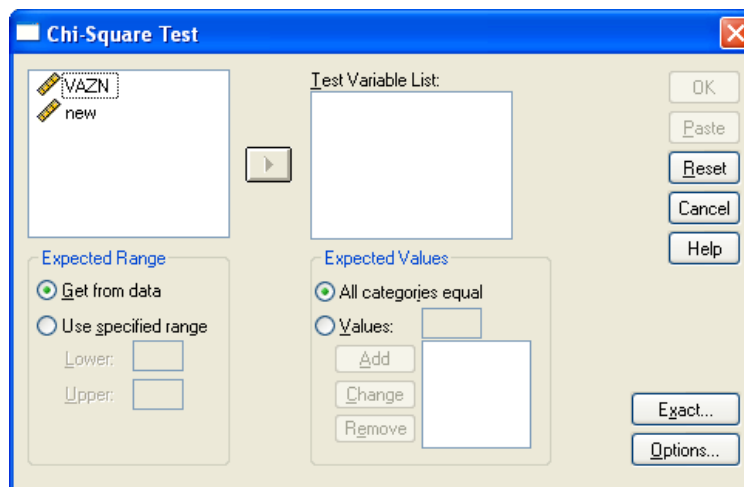 Chi-Square Test
VAZN
new
Test Variable List:
OK
Paste
Reset
Cancel
Help
Expected Range
Get from data
Use specified range
Lower:
Upper:
Expected Values
All categories equal
Values:
Add
Change
Remove
Exact...
Options...